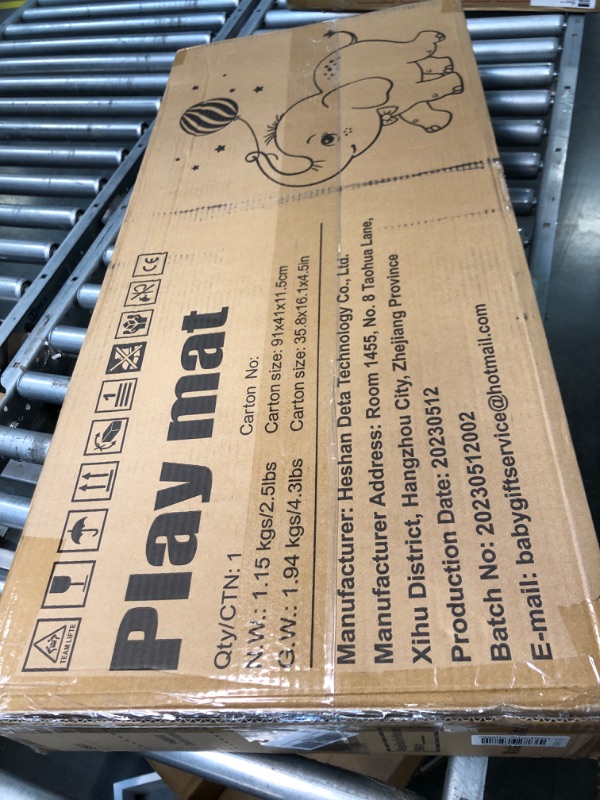 TEAM LIFTE
1
CE
Play mat
Qty/CTN: 1
Carton No:
N.W.: 1.15 kgs/2.5lbs
Carton size: 91x41x11.5cm
G.W.: 1.94 kgs/4.3lbs
Carton size: 35.8x16.1x4.5in
Manufacturer: Heshan Deta Technology Co., Ltd.
Manufacturer Address: Room 1455, No. 8 Taohua Lane,
Xihu District, Hangzhou City, Zhejiang Province
Production Date: 20230512
Batch No: 20230512002
E-mail: babygiftservice@hotmail.com